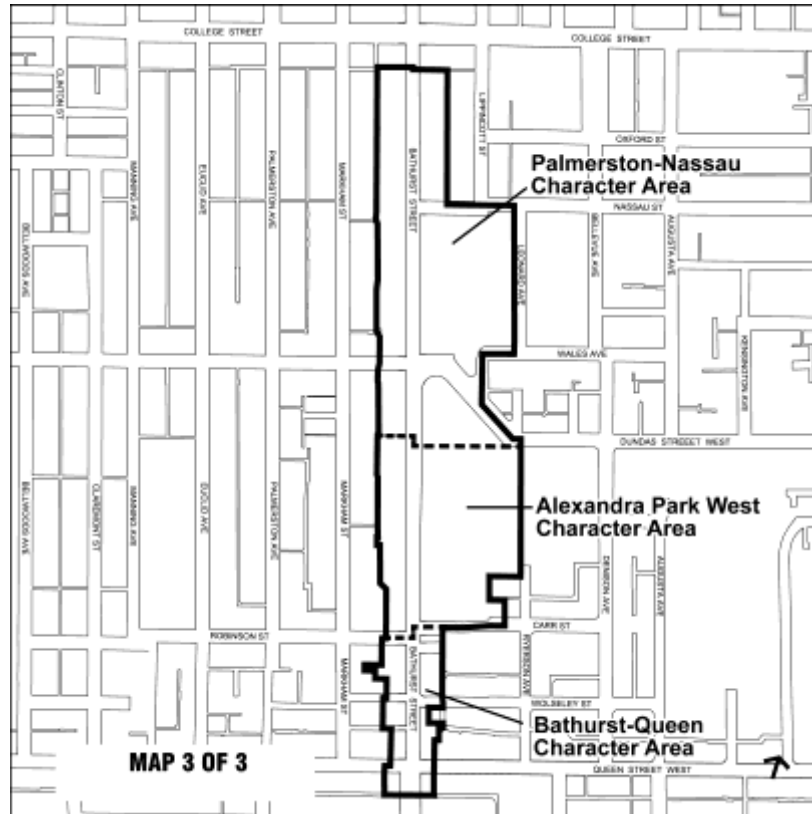 COLLEGE STREET
COLLEGE STREET
CLINTON ST
LIPPINCOTT ST
OXFORD ST
MANNING AVE
EUCLID AVE
PALMERSTON AVE
MARKHAM ST
BATHURST STREET
Palmerston-Nassau
Character Area
NASSAU ST
BELLWOODS AVE
LEONARD AVE
BELLEVUE AVE
AUGUSTA AVE
WALES AVE
KENSINGTON AVE
DUNDAS STREEET WEST
BELLWOODS AVE
CLAREMONT ST
MANNING AVE
EUCLID AVE
PALMERSTON AVE
MARKHAM ST
Alexandra Park West
Character Area
DENISON AVE
AUGUSTA AVE
CARR ST
ROBINSON ST
MARKHAM ST
BATHURST STREET
RYERSON AVE
WOLSELEY ST
Bathurst-Queen
Character Area
MAP 3 OF 3
QUEEN STREET WEST